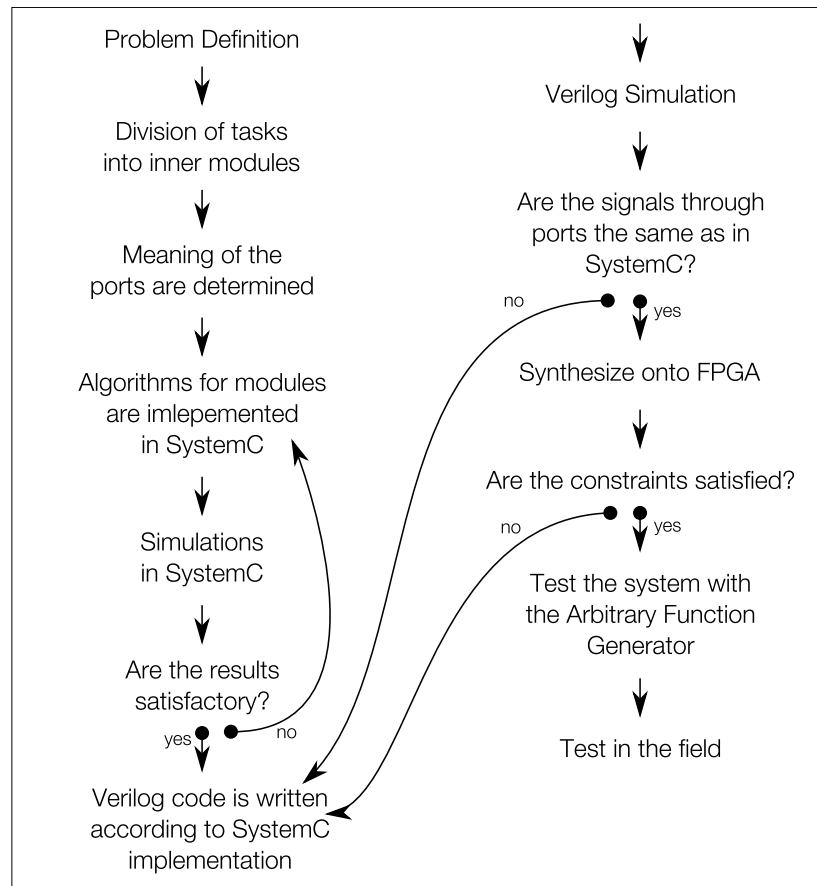 Problem Definition
Division of tasks
into inner modules
Meaning of the
ports are determined
Algorithms for modules
are imlepemented
in SystemC
Simulations
in SystemC
Are the results
satisfactory?
yes
no
Verilog code is written
according to SystemC
implementation
Verilog Simulation
Are the signals through
ports the same as in
SystemC?
no
yes
Synthesize onto FPGA
Are the constraints satisfied?
no
yes
Test the system with
the Arbitrary Function
Generator
Test in the field